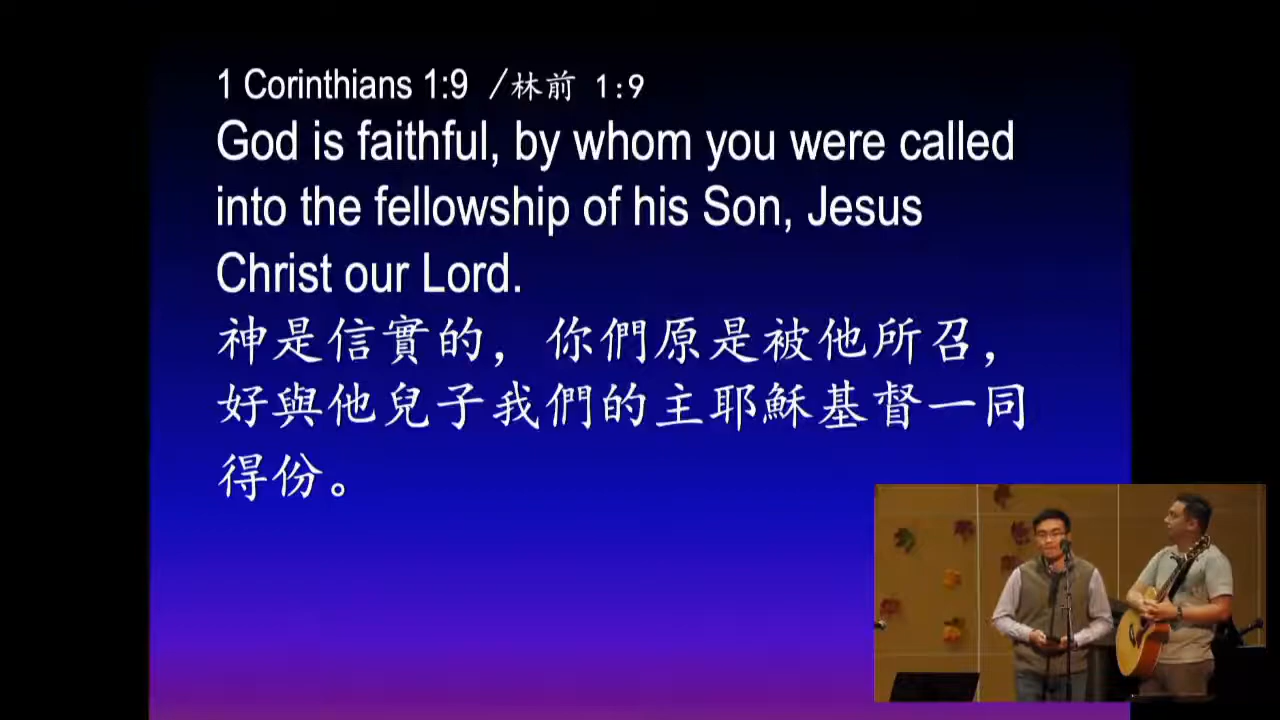 1 Corinthians 1:9 /林前 1:9
God is faithful, by whom you were called
into the fellowship of his Son, Jesus
Christ our Lord.
神是信實的，你們原是被他所召，
好與他兒子我們的主耶穌基督一同
得份。